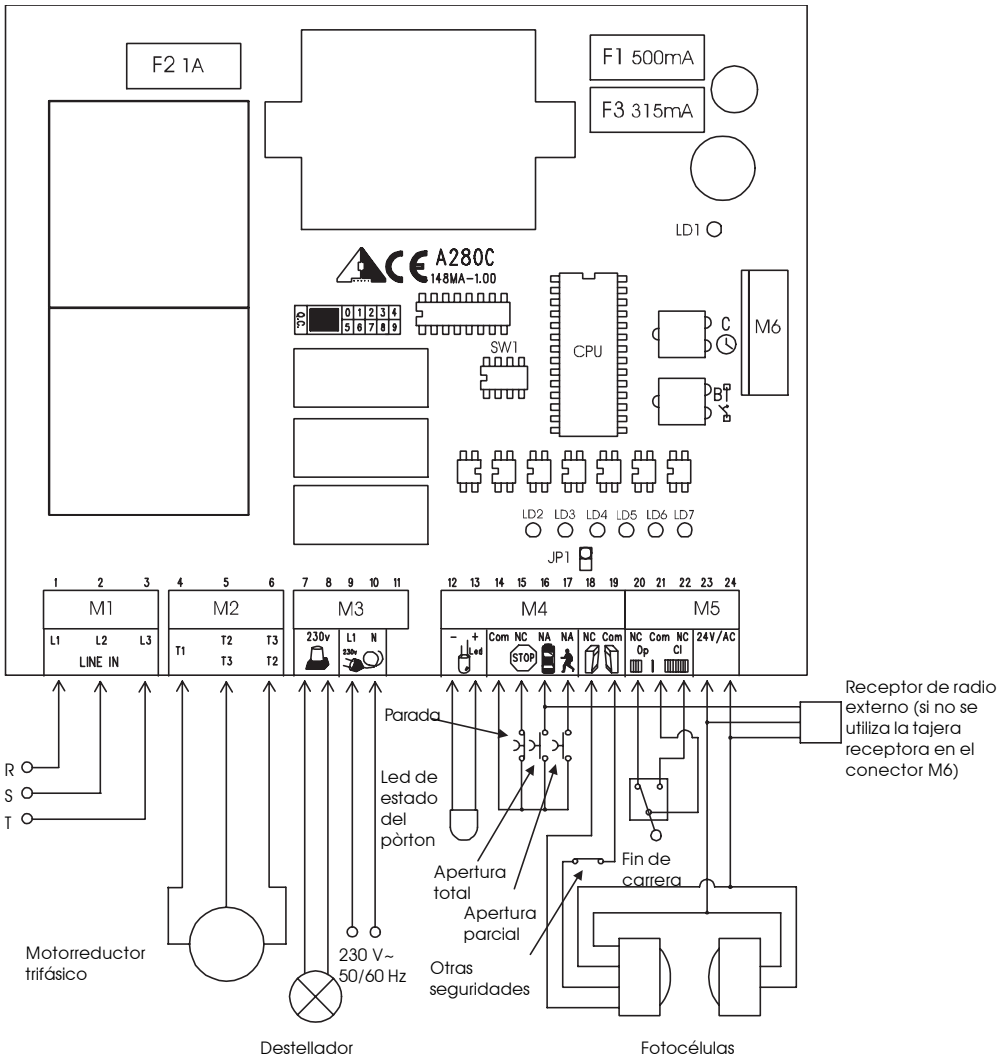 F2 1A
F1 500mA
F3 315mA
LD1
CE A280C
148MA-1.00
Q.C.
0 1 2 3 4
5 6 7 8 9
SW1
CPU
C
M6
B
LD2 LD3 LD4 LD5 LD6 LD7
JP1
1 2 3 4 5 6 7 8 9 10 11 12 13 14 15 16 17 18 19 20 21 22 23 24
M1 M2 M3 M4 M5
L1 L2 L3
LINE IN
T1 T2 T3
T3 T2
230v
L1 N
230v
- +
Led
Com NC NA NA NC Com
STOP
NC Com NC
Op Cl
24V/AC
Receptor de radio
externo (si no se
utiliza la tajera
receptora en el
conector M6)
Parada
R
S
T
Led de
estado
del
pòrton
Apertura
total
Apertura
parcial
Otras
seguridades
Fin de
carrera
Motorreductor
trifásico
230 V~
50/60 Hz
Destellador
Fotocélulas